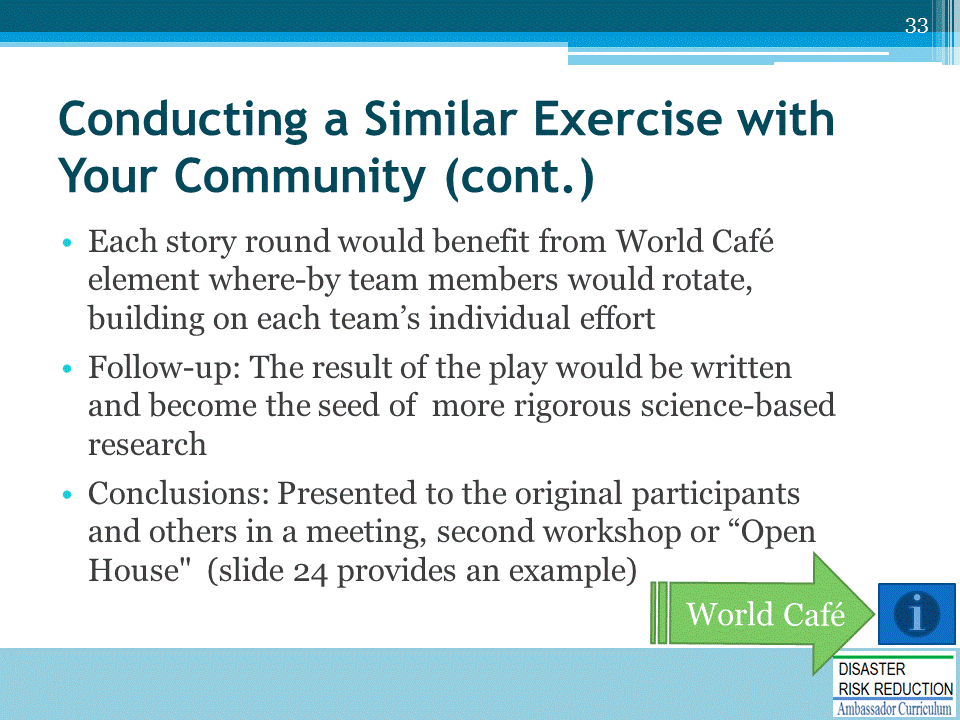 33
Conducting a Similar Exercise with
Your Community (cont.)
• Each story round would benefit from World Café
element where-by team members would rotate,
building on each team’s individual effort
• Follow-up: The result of the play would be written
and become the seed of  more rigorous science-based
research
• Conclusions: Presented to the original participants
and others in a meeting, second workshop or “Open
House"  (slide 24 provides an example)
World Café
i
DISASTER
RISK REDUCTION
Ambassador Curriculum